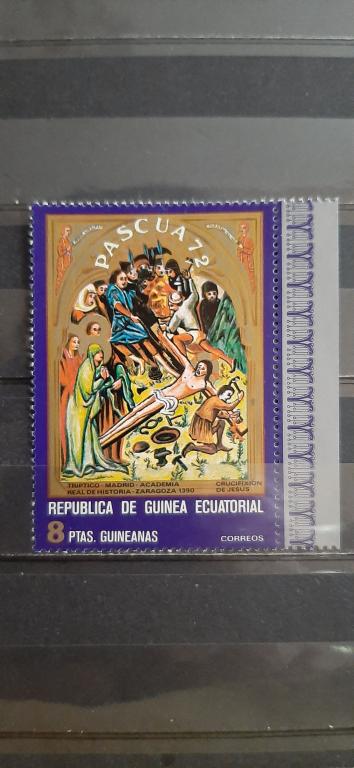 PASCUA 72
TRIPTICO - MADRID - ACADEMIA
REAL DE HISTORIA - ZARAGOZA 1390
CRUCIFIXION
DE JESUS
REPUBLICA DE GUINEA ECUATORIAL
8 PTAS. GUINEANAS
CORREOS